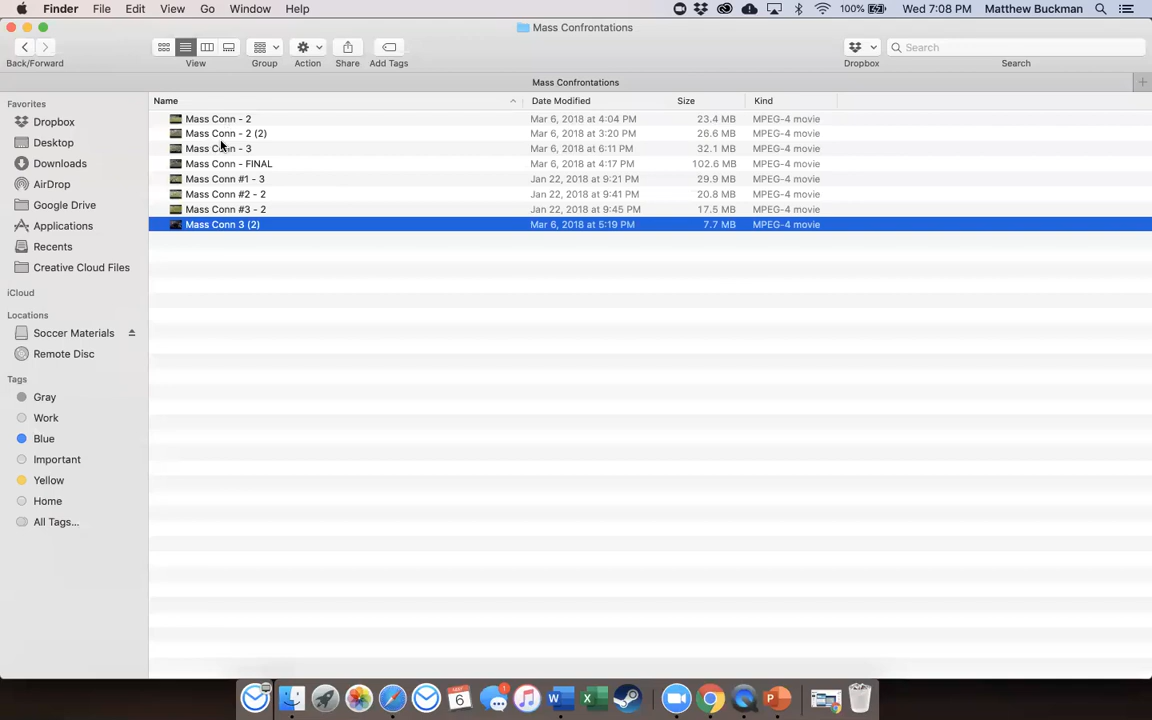 Finder File Edit View Go Window Help 100% Wed 7:08 PM Matthew Buckman
Mass Confrontations
Back/Forward View Group Action Share Add Tags Dropbox Search Search
Mass Confrontations
Favorites
Dropbox
Desktop
Downloads
AirDrop
Google Drive
Applications
Recents
Creative Cloud Files
iCloud
Locations
Soccer Materials
Remote Disc
Tags
Gray
Work
Blue
Important
Yellow
Home
All Tags...
Name Date Modified Size Kind
Mass Conn - 2 Mar 6, 2018 at 4:04 PM 23.4 MB MPEG-4 movie
Mass Conn - 2 (2) Mar 6, 2018 at 3:20 PM 26.6 MB MPEG-4 movie
Mass Conn - 3 Mar 6, 2018 at 6:11 PM 32.1 MB MPEG-4 movie
Mass Conn - FINAL Mar 6, 2018 at 4:17 PM 102.6 MB MPEG-4 movie
Mass Conn #1 - 3 Jan 22, 2018 at 9:21 PM 29.9 MB MPEG-4 movie
Mass Conn #2 - 2 Jan 22, 2018 at 9:41 PM 20.8 MB MPEG-4 movie
Mass Conn #3 - 2 Jan 22, 2018 at 9:45 PM 17.5 MB MPEG-4 movie
Mass Conn 3 (2) Mar 6, 2018 at 5:19 PM 7.7 MB MPEG-4 movie
6
1